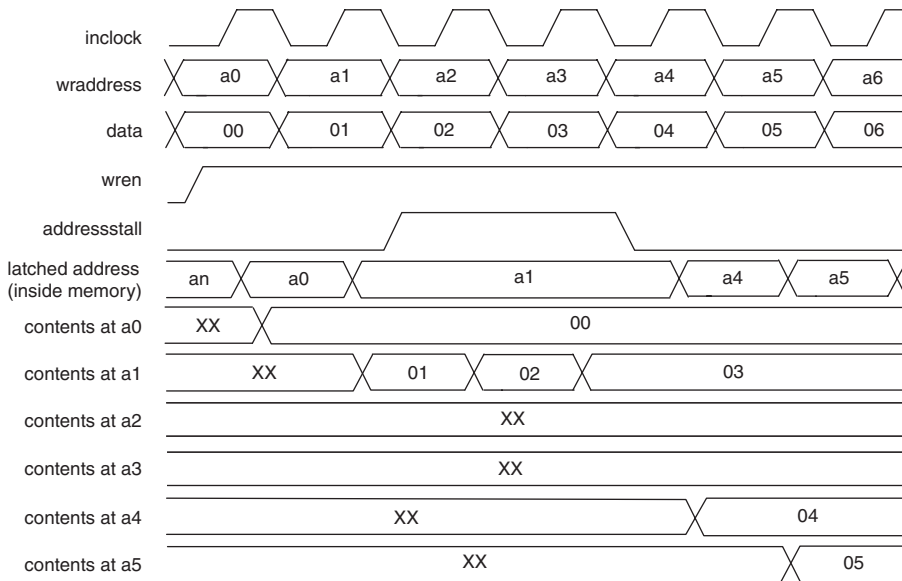 inclock
wraddress a0 a1 a2 a3 a4 a5 a6
data 00 01 02 03 04 05 06
wren
addressstall
latched address
(inside memory) an a0 a1 a4 a5
contents at a0 XX 00
contents at a1 XX 01 02 03
contents at a2 XX
contents at a3 XX
contents at a4 XX 04
contents at a5 XX 05